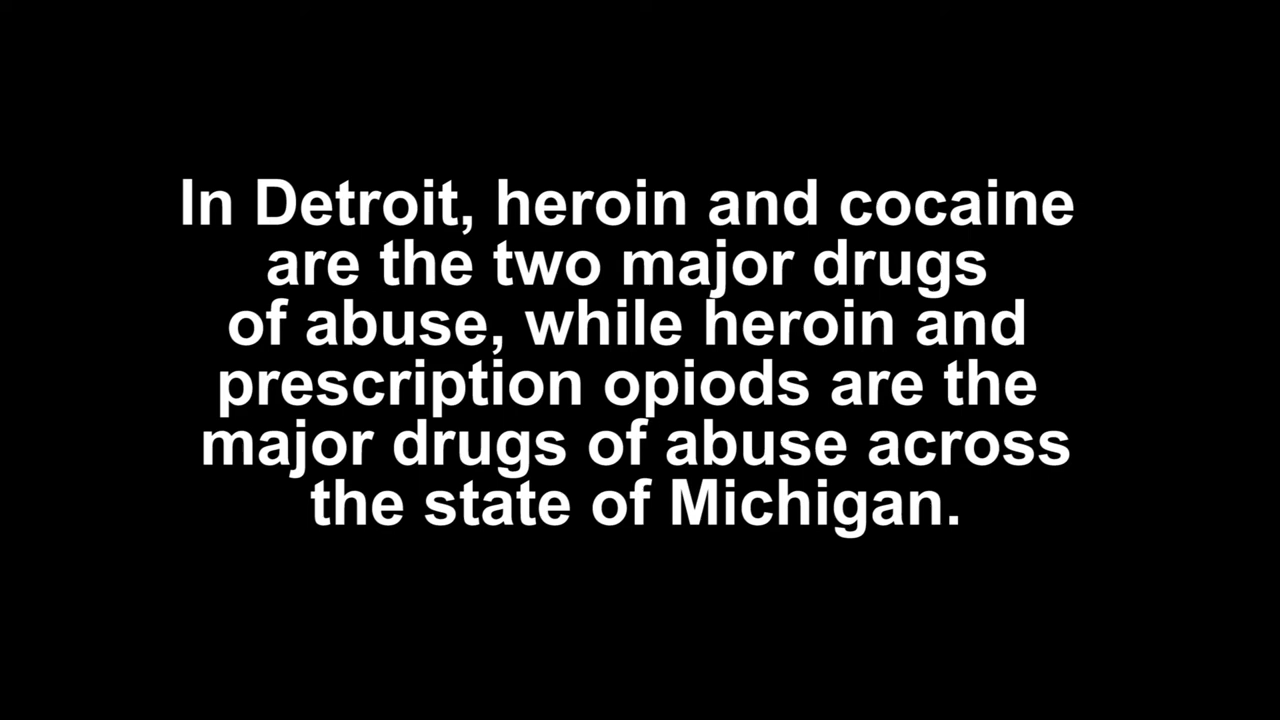 In Detroit, heroin and cocaine
are the two major drugs
of abuse, while heroin and
prescription opiods are the
major drugs of abuse across
the state of Michigan.